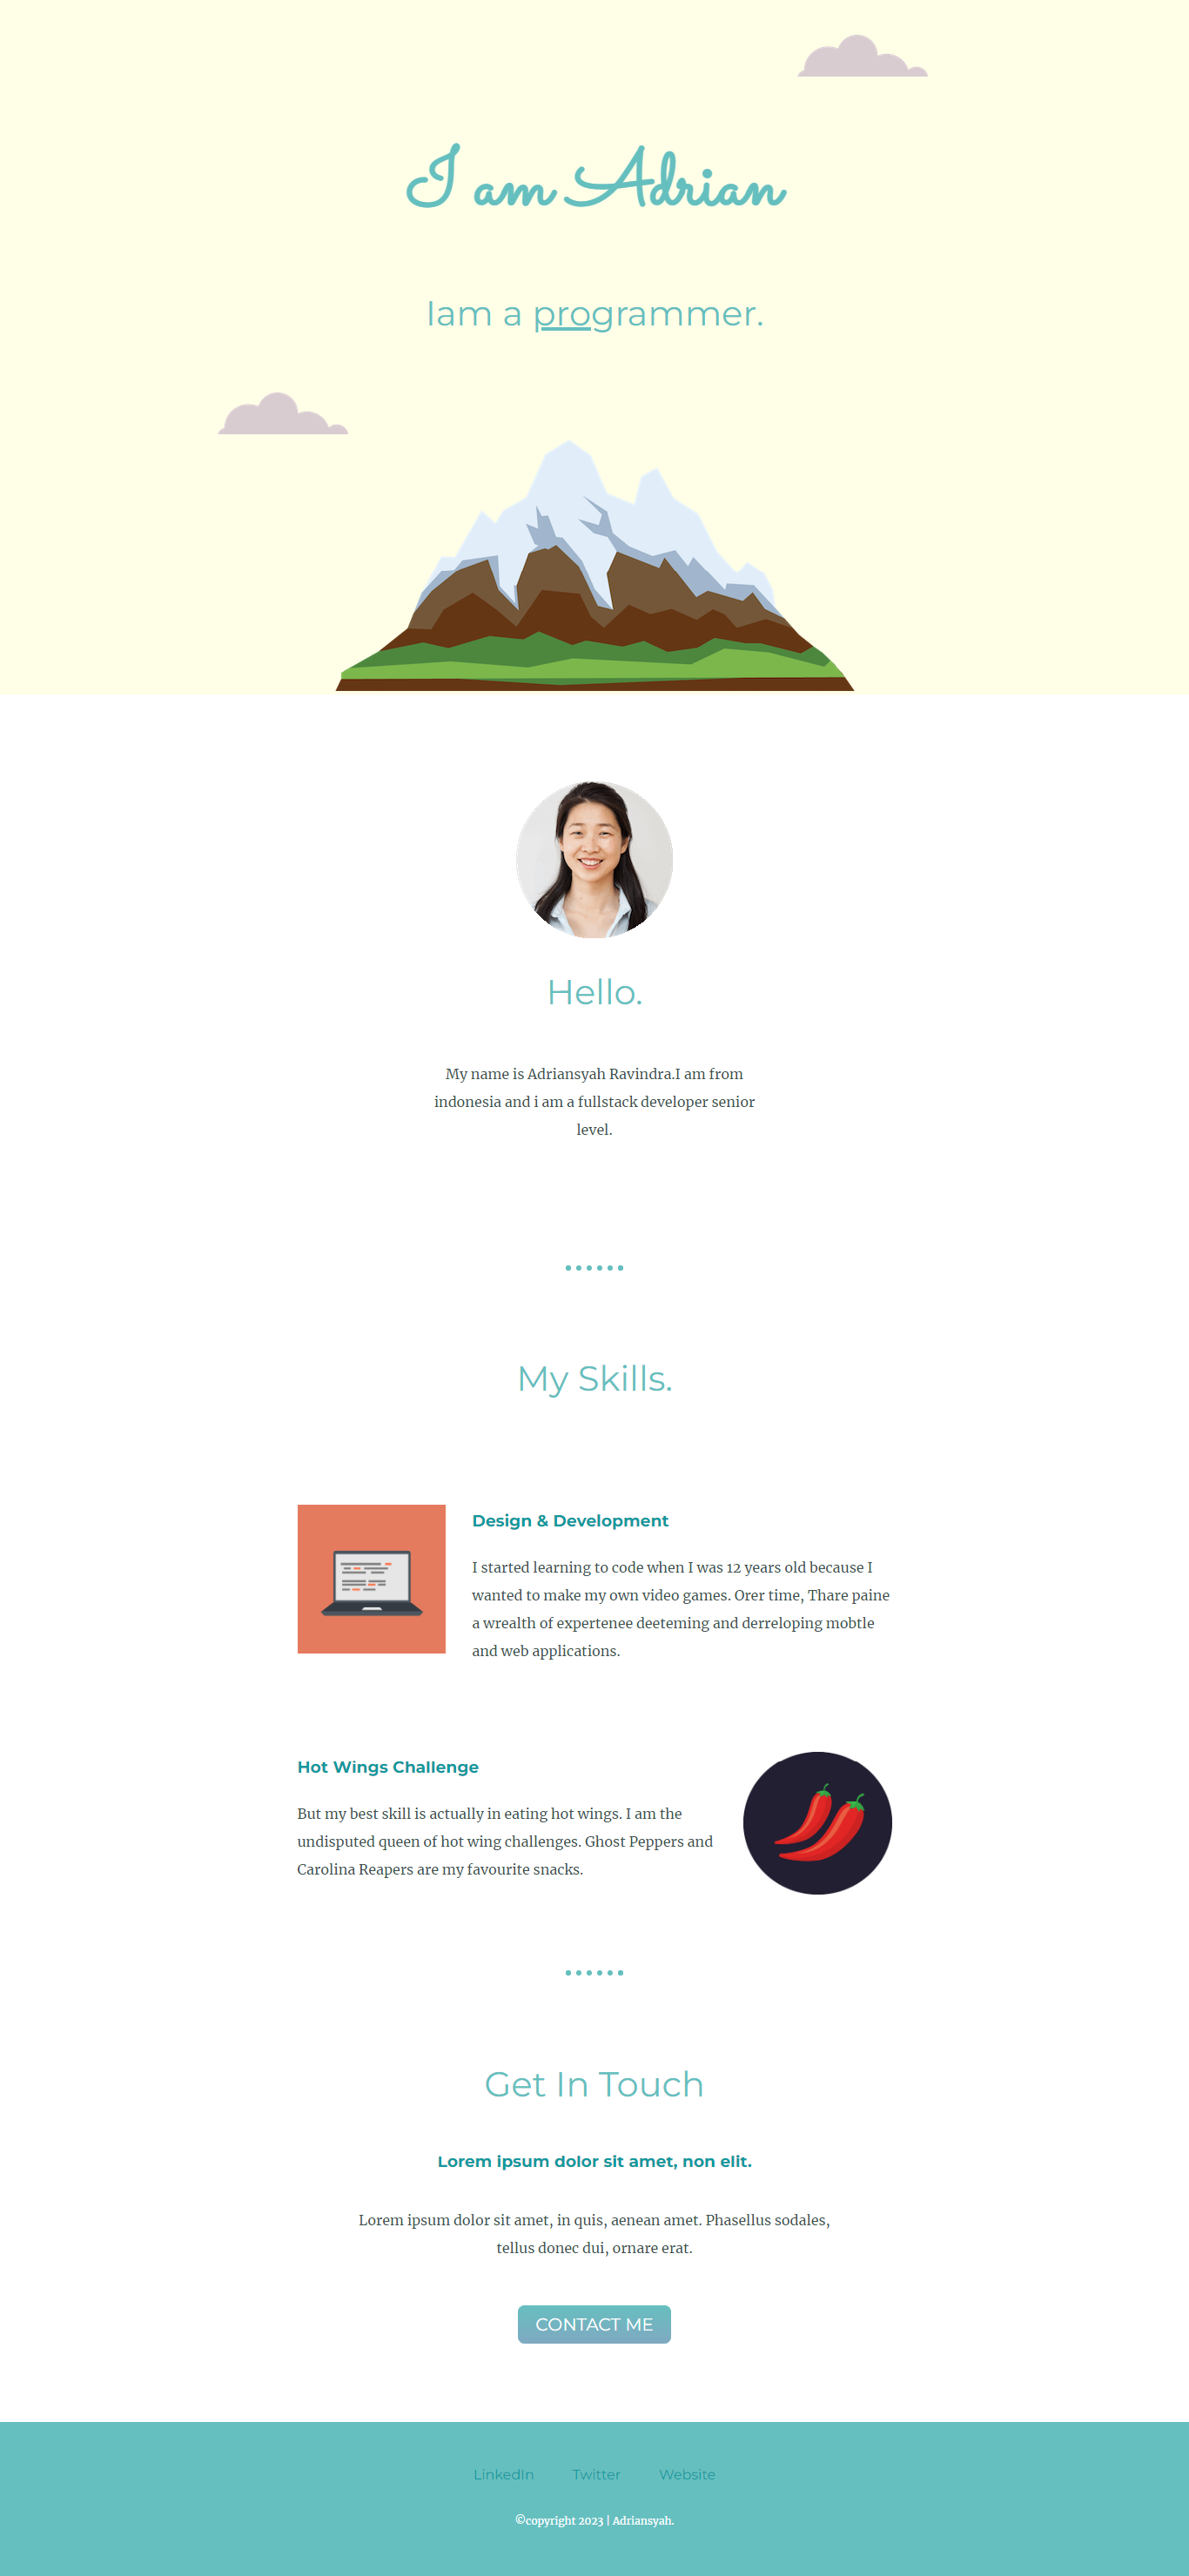 I am Adrian
Iam a programmer.
Hello.
My name is Adriansyah Ravindra.I am from
indonesia and i am a fullstack developer senior
level.
My Skills.
Design & Development
I started learning to code when I was 12 years old because I
wanted to make my own video games. Orer time, Thare paine
a wrealth of expertenee deeteming and derreloping mobtle
and web applications.
Hot Wings Challenge
But my best skill is actually in eating hot wings. I am the
undisputed queen of hot wing challenges. Ghost Peppers and
Carolina Reapers are my favourite snacks.
Get In Touch
Lorem ipsum dolor sit amet, non elit.
Lorem ipsum dolor sit amet, in quis, aenean amet. Phasellus sodales,
tellus donec dui, ornare erat.
CONTACT ME
LinkedIn Twitter Website
©copyright 2023 | Adriansyah.